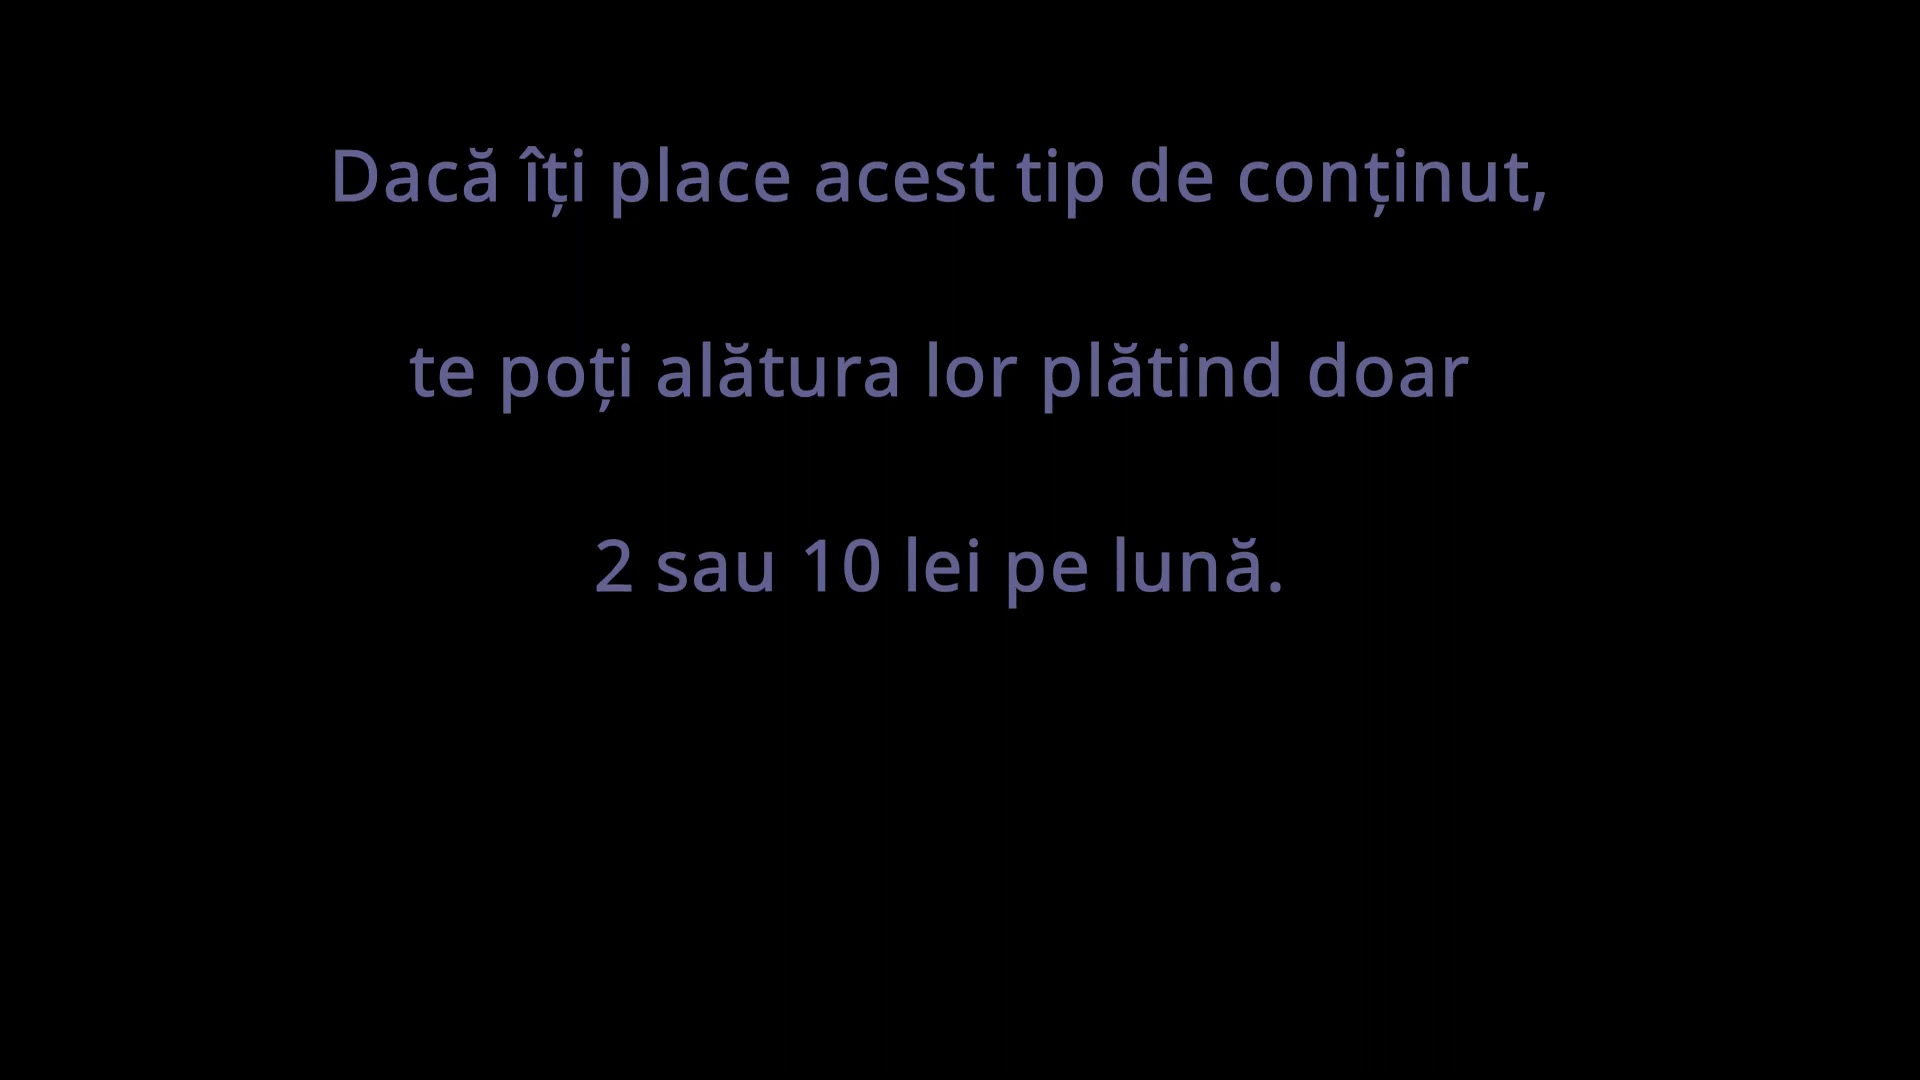 Dacă îți place acest tip de conținut,
te poți alătura lor plătind doar
2 sau 10 lei pe lună.